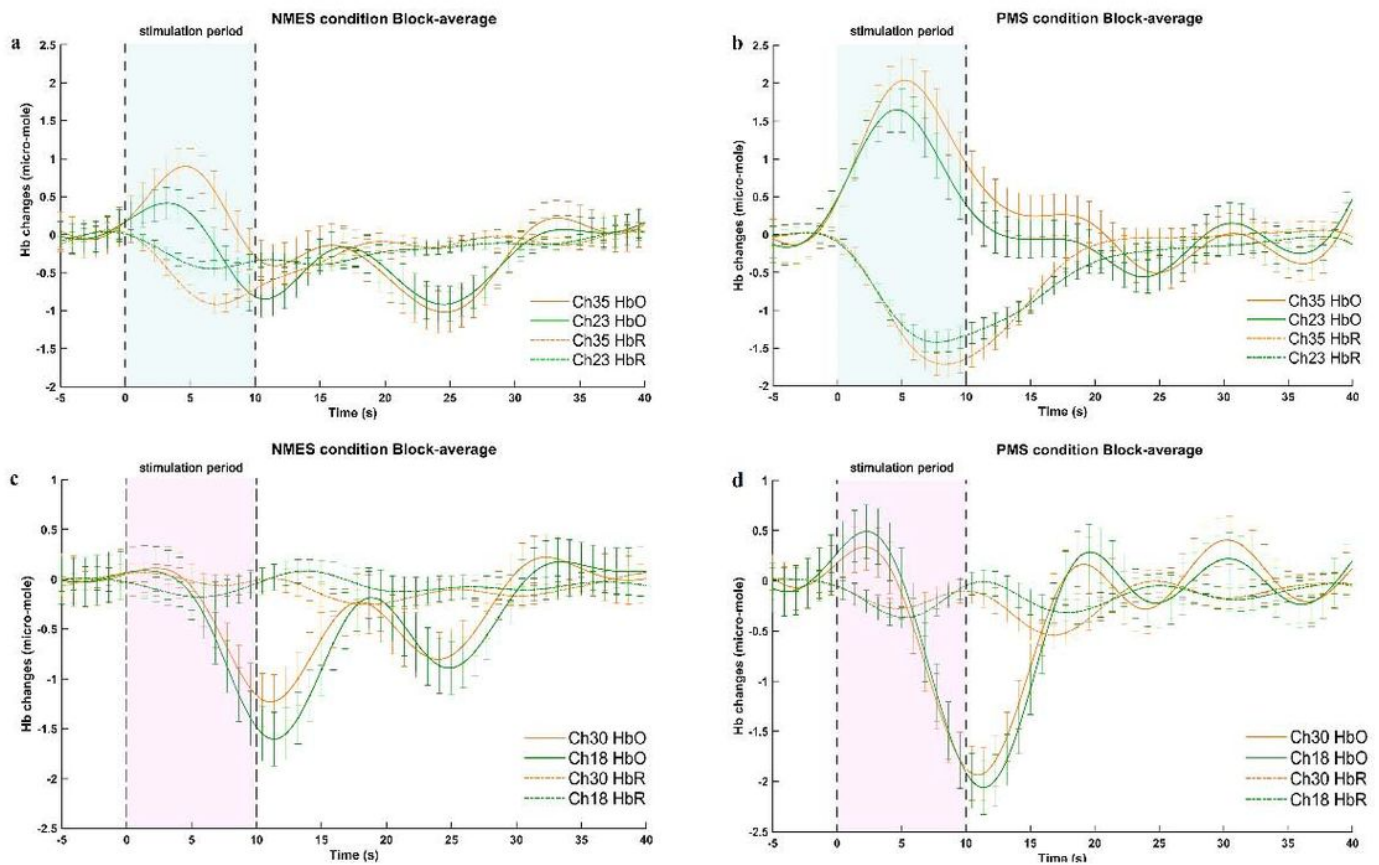 NMES condition Block-average
stimulation period
a
2.5
2
1.5
1
0.5
0
-0.5
-1
-1.5
-2
Hb changes (micro-mole)
Ch35 HbO
Ch23 HbO
Ch35 HbR
Ch23 HbR
-5 0 5 10 15 20 25 30 35 40
Time (s)
PMS condition Block-average
stimulation period
b
2.5
2
1.5
1
0.5
0
-0.5
-1
-1.5
-2
Hb changes (micro-mole)
Ch35 HbO
Ch23 HbO
Ch35 HbR
Ch23 HbR
-5 0 5 10 15 20 25 30 35 40
Time (s)
NMES condition Block-average
stimulation period
c
1
0.5
0
-0.5
-1
-1.5
-2
-2.5
Hb changes (micro-mole)
Ch30 HbO
Ch18 HbO
Ch30 HbR
Ch18 HbR
-5 0 5 10 15 20 25 30 35 40
Time (s)
PMS condition Block-average
stimulation period
d
1
0.5
0
-0.5
-1
-1.5
-2
-2.5
Hb changes (micro-mole)
Ch30 HbO
Ch18 HbO
Ch30 HbR
Ch18 HbR
-5 0 5 10 15 20 25 30 35 40
Time (s)